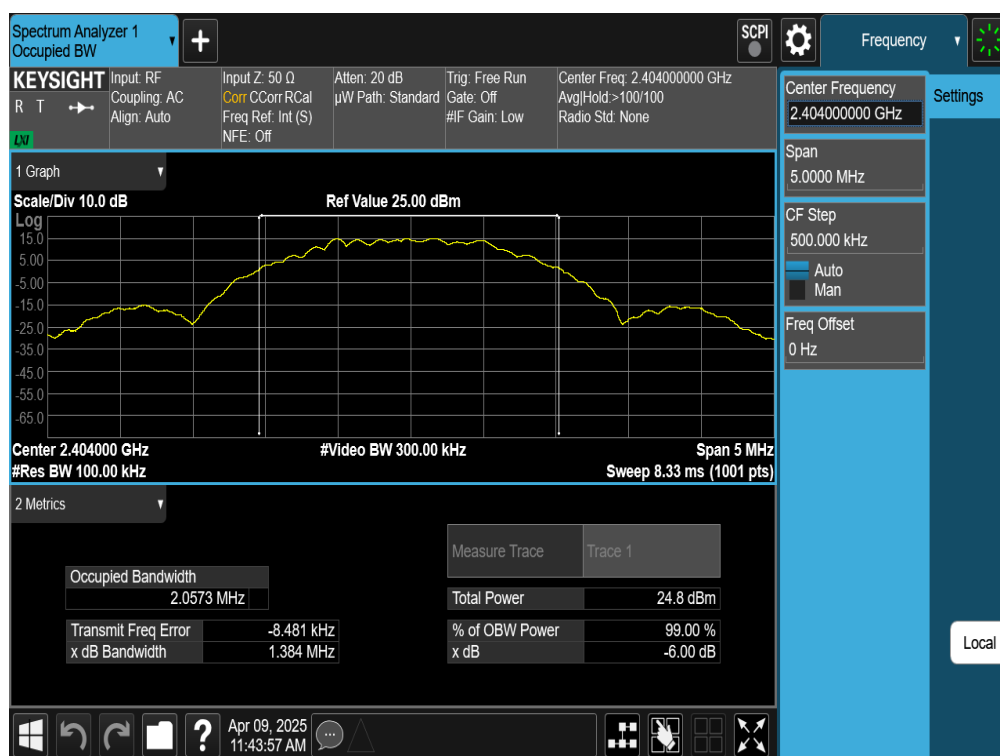 Spectrum Analyzer 1
Occupied BW
+
SCPI
Frequency
KEYSIGHT
R T
LXI
Input: RF
Coupling: AC
Align: Auto
Input Z: 50 Ω
Corr CCorr RCal
Freq Ref: Int (S)
NFE: Off
Atten: 20 dB
µW Path: Standard
Trig: Free Run
Gate: Off
#IF Gain: Low
Center Freq: 2.404000000 GHz
Avg|Hold:>100/100
Radio Std: None
Center Frequency
2.404000000 GHz
Settings
Span
5.0000 MHz
CF Step
500.000 kHz
Auto
Man
Freq Offset
0 Hz
1 Graph
Scale/Div 10.0 dB
Ref Value 25.00 dBm
Log
15.0
5.00
-5.00
-15.0
-25.0
-35.0
-45.0
-55.0
-65.0
Center 2.404000 GHz
#Video BW 300.00 kHz
Span 5 MHz
#Res BW 100.00 kHz
Sweep 8.33 ms (1001 pts)
2 Metrics
Measure Trace Trace 1
Occupied Bandwidth
2.0573 MHz
Total Power 24.8 dBm
Transmit Freq Error -8.481 kHz
% of OBW Power 99.00 %
x dB Bandwidth 1.384 MHz
x dB -6.00 dB
Local
?
Apr 09, 2025
11:43:57 AM